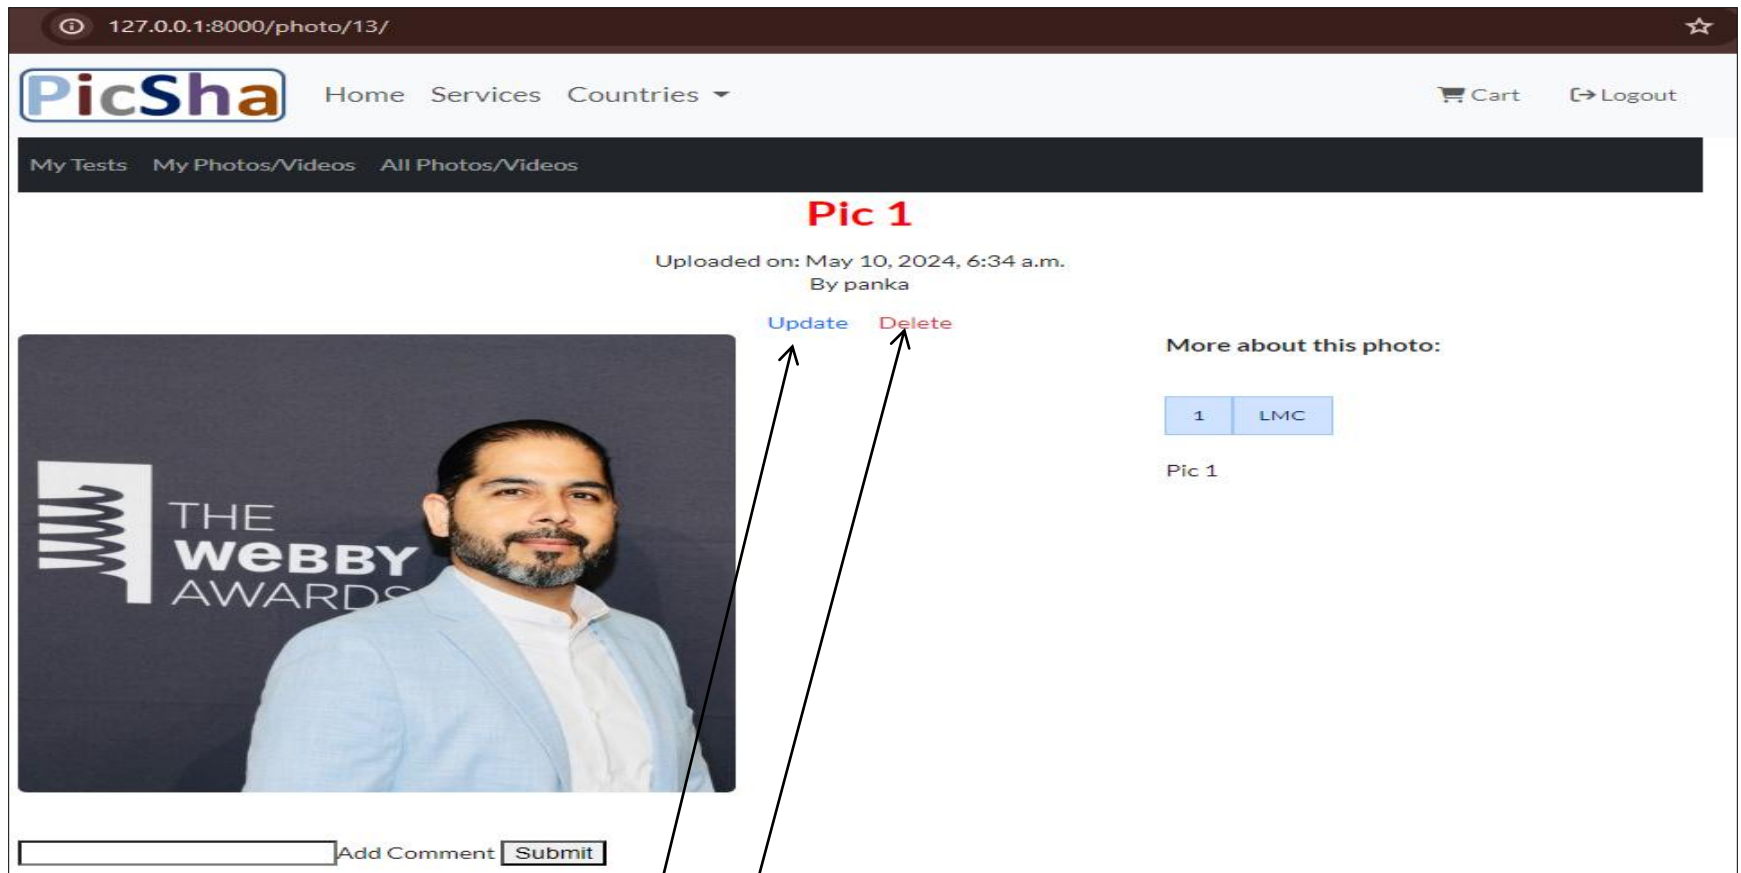 127.0.0.1:8000/photo/13/
PicSha Home Services Countries Cart Logout
My Tests My Photos/Videos All Photos/Videos
Pic 1
Uploaded on: May 10, 2024, 6:34 a.m.
By panka
Update Delete
More about this photo:
1 LMC
Pic 1
THE
WeBBY
AWARDS
Add Comment Submit